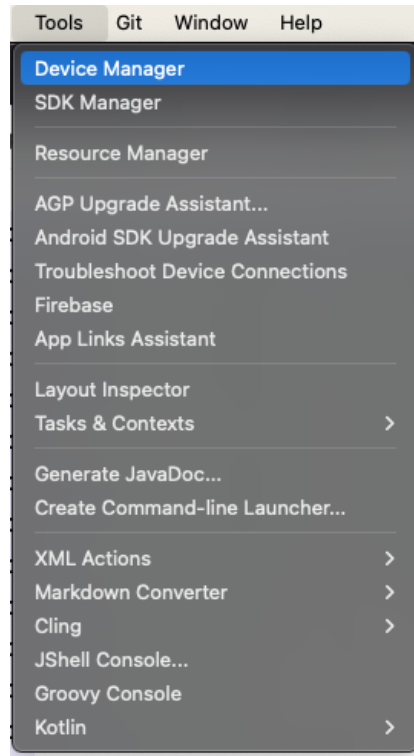 Tools Git Window Help
Device Manager
SDK Manager
Resource Manager
AGP Upgrade Assistant...
Android SDK Upgrade Assistant
Troubleshoot Device Connections
Firebase
App Links Assistant
Layout Inspector
Tasks & Contexts
Generate JavaDoc...
Create Command-line Launcher...
XML Actions
Markdown Converter
Cling
JShell Console...
Groovy Console
Kotlin